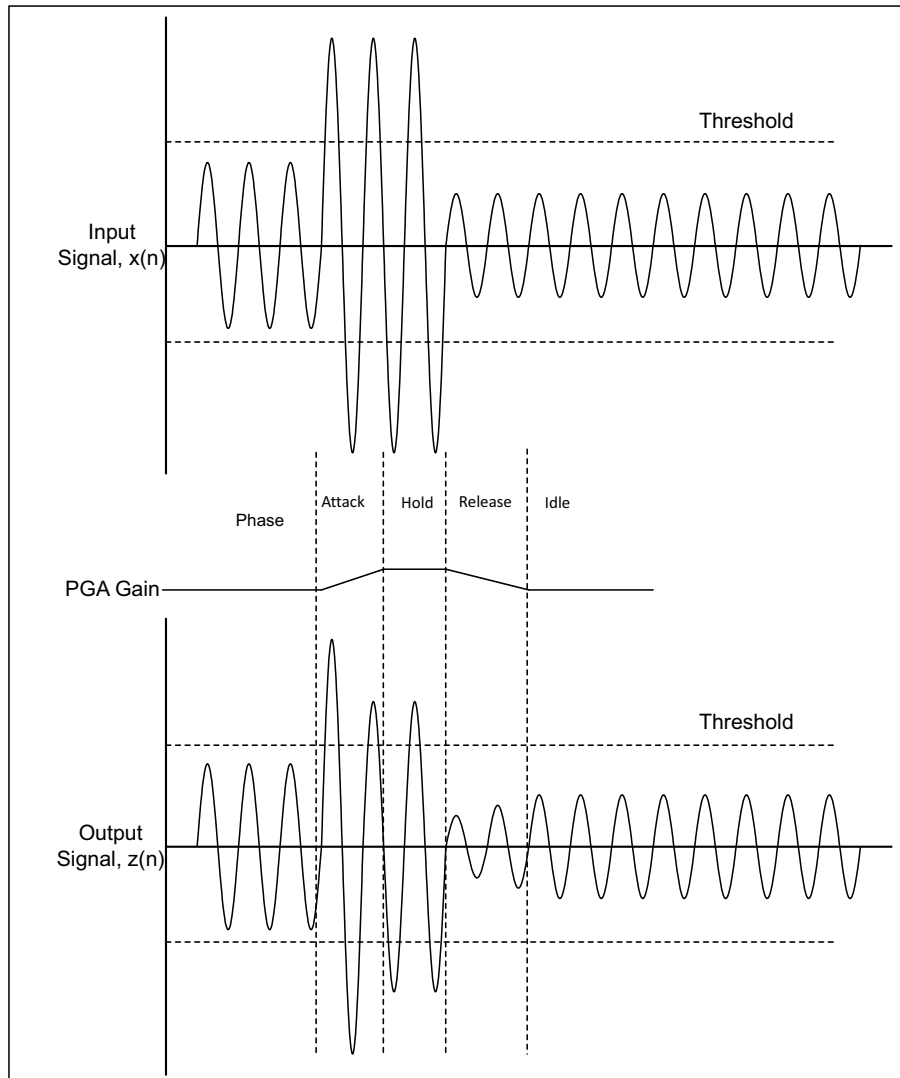 Threshold
Input
Signal, x(n)
Attack
Hold
Release
Idle
Phase
PGA Gain
Threshold
Output
Signal, z(n)